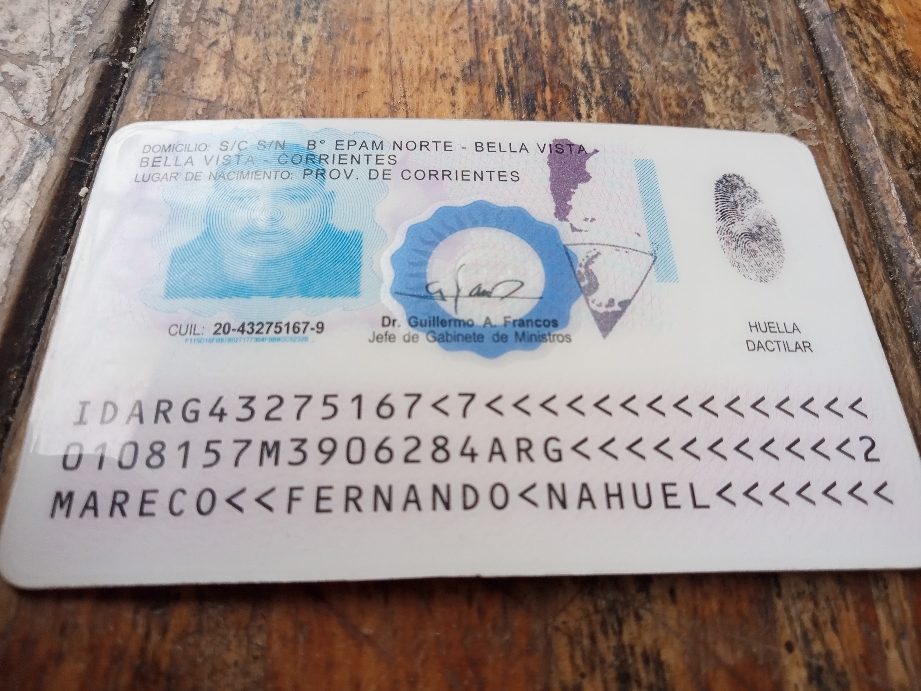 DOMICILIO: S/C S/N B° EPAM NORTE - BELLA VISTA
BELLA VISTA - CORRIENTES
LUGAR DE NACIMIENTO: PROV. DE CORRIENTES
CUIL: 20-43275167-9
Dr. Guillermo A. Francos
Jefe de Gabinete de Ministros
HUELLA
DACTILAR
IDARG43275167<7<<<<<<<<<<<<<<<
0108157M3906284ARG<<<<<<<<<<<2
MARECO<<FERNANDO<NAHUEL<<<<<<<